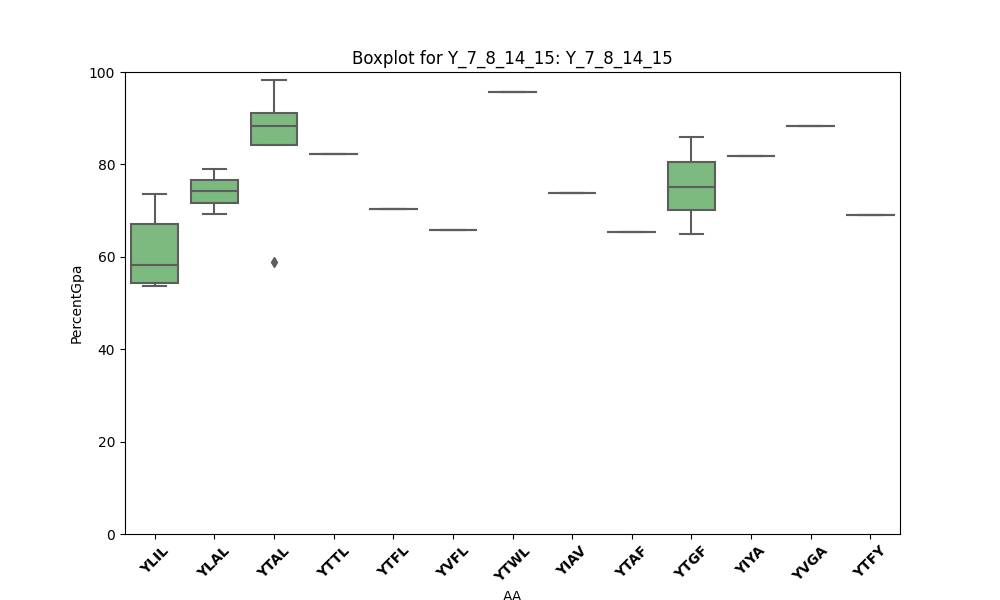 Boxplot for Y_7_8_14_15: Y_7_8_14_15
100
80
60
40
20
0
PercentGpa
YLIL
YLAL
YTAL
YTTL
YTFL
YVFL
YTWL
YIAV
YTAF
YTGF
YIYA
YVGA
YTFY
AA